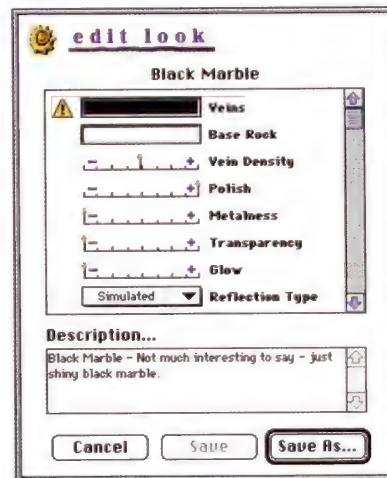 edit look
Black Marble
Veins
Base Rock
- + Vein Density
- + Polish
- + Metalness
- + Transparency
- + Glow
Simulated Reflection Type
Description...
Black Marble - Not much interesting to say - just
shiny black marble.
Cancel Save Save As...